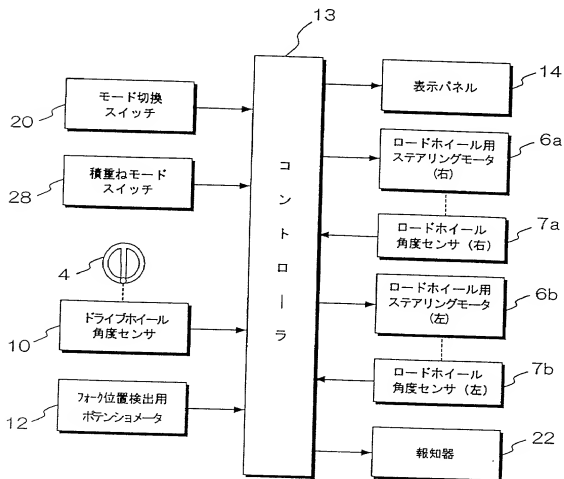 13
モード切換
スイッチ
20
積重ねモード
スイッチ
28
4
ドライブホイール
角度センサ
10
フォーク位置検出用
ポテンショメータ
12
コントローラ
表示パネル
14
ロードホイール用
ステアリングモータ
(右)
6a
ロードホイール
角度センサ(右)
7a
ロードホイール用
ステアリングモータ
(左)
6b
ロードホイール
角度センサ(左)
7b
報知器
22